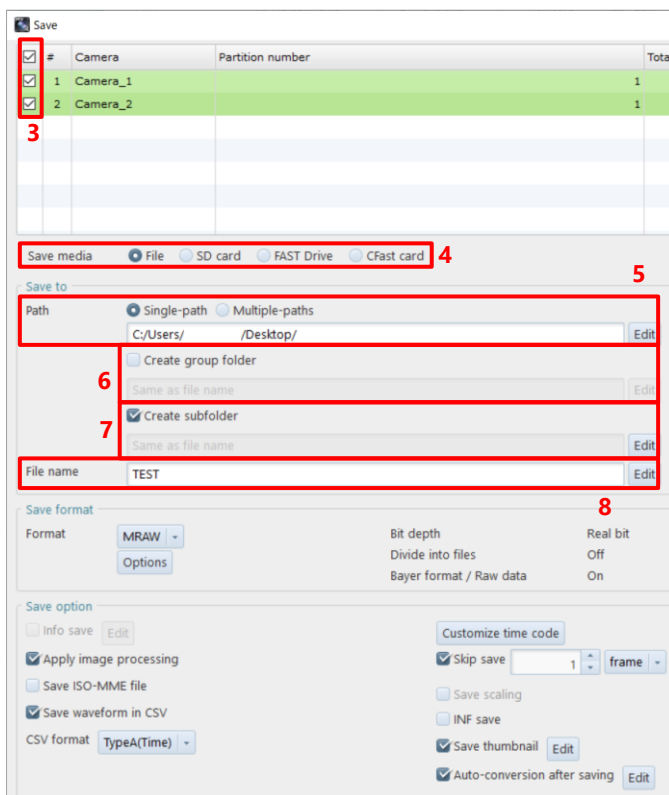 Save
# Camera Partition number Tota
1 Camera_1 1
2 Camera_2 1
3
Save media File SD card FAST Drive CFast card 4
5
Save to
Path Single-path Multiple-paths
C:/Users/ /Desktop/ Edit
Create group folder
6
Same as file name Edit
Create subfolder
7
Same as file name Edit
File name TEST Edit
8
Save format
Format MRAW Bit depth Real bit
Options Divide into files Off
Bayer format / Raw data On
Save option
Info save Edit Customize time code
Apply image processing Skip save 1 frame
Save ISO-MME file Save scaling
Save waveform in CSV INF save
CSV format TypeA(Time) Save thumbnail Edit
Auto-conversion after saving Edit